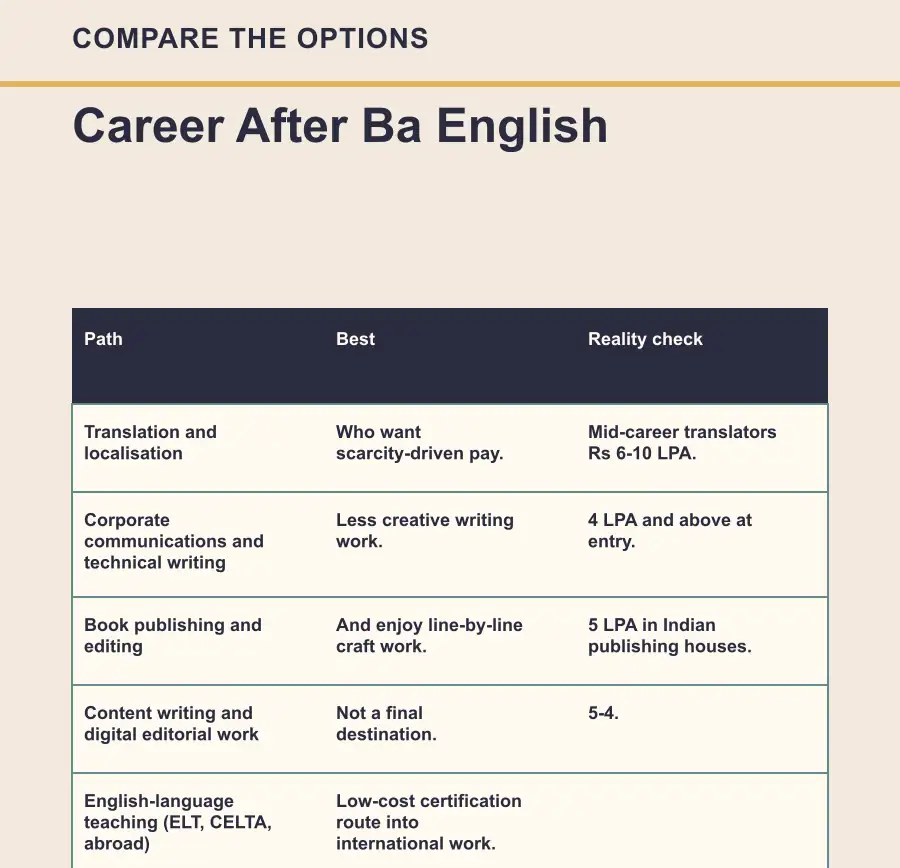 COMPARE THE OPTIONS
Career After Ba English
Path
Best
Reality check
Translation and
localisation
Who want
scarcity-driven pay.
Mid-career translators
Rs 6-10 LPA.
Corporate
communications and
technical writing
Less creative writing
work.
4 LPA and above at
entry.
Book publishing and
editing
And enjoy line-by-line
craft work.
5 LPA in Indian
publishing houses.
Content writing and
digital editorial work
Not a final
destination.
5-4.
English-language
teaching (ELT, CELTA,
abroad)
Low-cost certification
route into
international work.